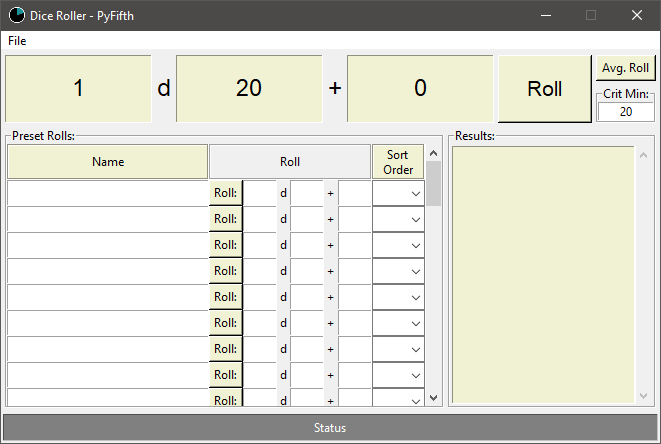 Dice Roller - PyFifth
File
1 d 20 + 0 Roll
Avg. Roll
Crit Min:
20
Preset Rolls:
Results:
Name Roll Sort Order
Roll: d +
Roll: d +
Roll: d +
Roll: d +
Roll: d +
Roll: d +
Roll: d +
Roll: d +
Roll: d +
Status